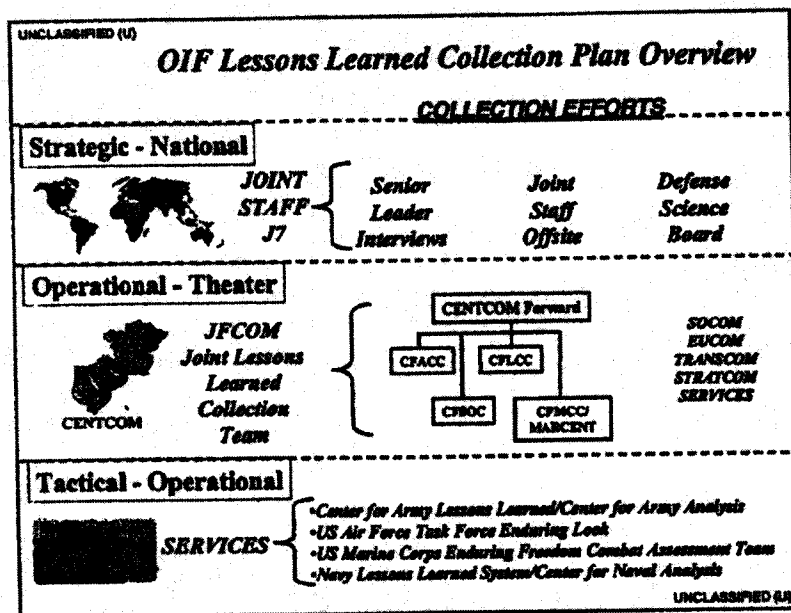 UNCLASSIFIED (U)
OIF Lessons Learned Collection Plan Overview
COLLECTION EFFORTS
Strategic - National
JOINT
STAFF
J7
Senior
Leader
Interviews
Joint
Staff
Offsite
Defense
Science
Board
Operational - Theater
CENTCOM
JFCOM
Joint Lessons
Learned
Collection
Team
CENTCOM Forward
CFACC
CFLCC
CFSOC
CFMCC/
MARCENT
SOCOM
EUCOM
TRANSCOM
STRATCOM
SERVICES
Tactical - Operational
SERVICES
•Center for Army Lessons Learned/Center for Army Analysis
•US Air Force Task Force Enduring Look
•US Marine Corps Enduring Freedom Combat Assessment Team
•Navy Lessons Learned System/Center for Naval Analysis
UNCLASSIFIED (U)